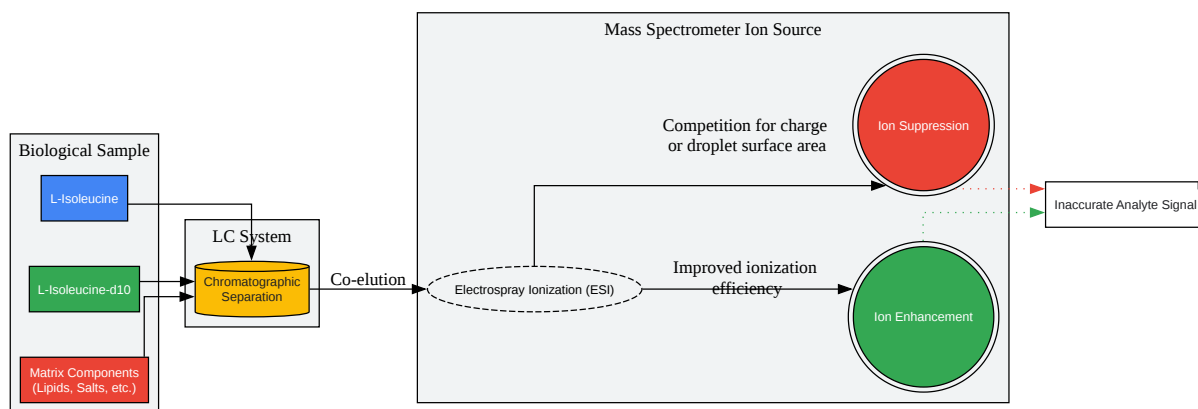 Mass Spectrometer Ion Source
Biological Sample
L-Isoleucine
L-Isoleucine-d10
Matrix Components
(Lipids, Salts, etc.)
LC System
Chromatographic
Separation
Co-elution
Electrospray Ionization (ESI)
Competition for charge
or droplet surface area
Improved ionization
efficiency
Ion Suppression
Ion Enhancement
Inaccurate Analyte Signal